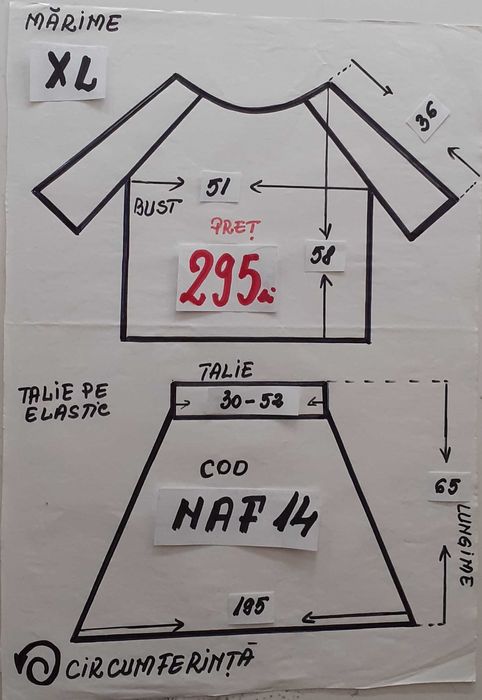 MĂRIME
XL
36
51
BUST
PREȚ
58
295 lei
TALIE
TALIE PE
ELASTIC
30-52
COD
65
NAF 14
LUNGIME
195
CIRCUMFERINȚĂ